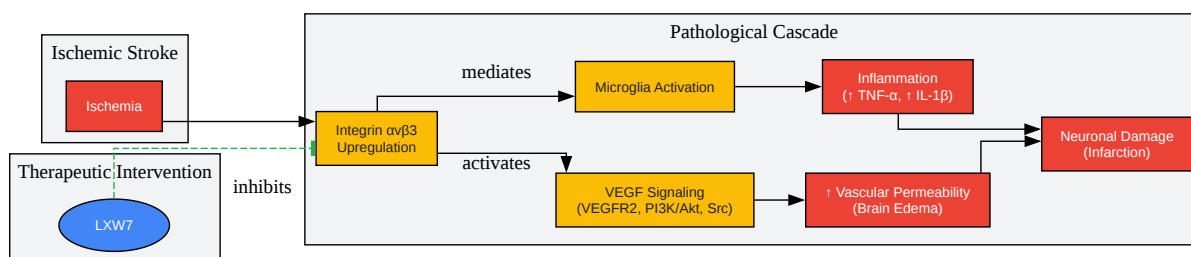 Ischemic Stroke
Ischemia
Therapeutic Intervention
LXW7
inhibits
Pathological Cascade
Integrin αvβ3
Upregulation
mediates
activates
Microglia Activation
VEGF Signaling
(VEGFR2, PI3K/Akt, Src)
Inflammation
(↑ TNF-α, ↑ IL-1β)
↑ Vascular Permeability
(Brain Edema)
Neuronal Damage
(Infarction)